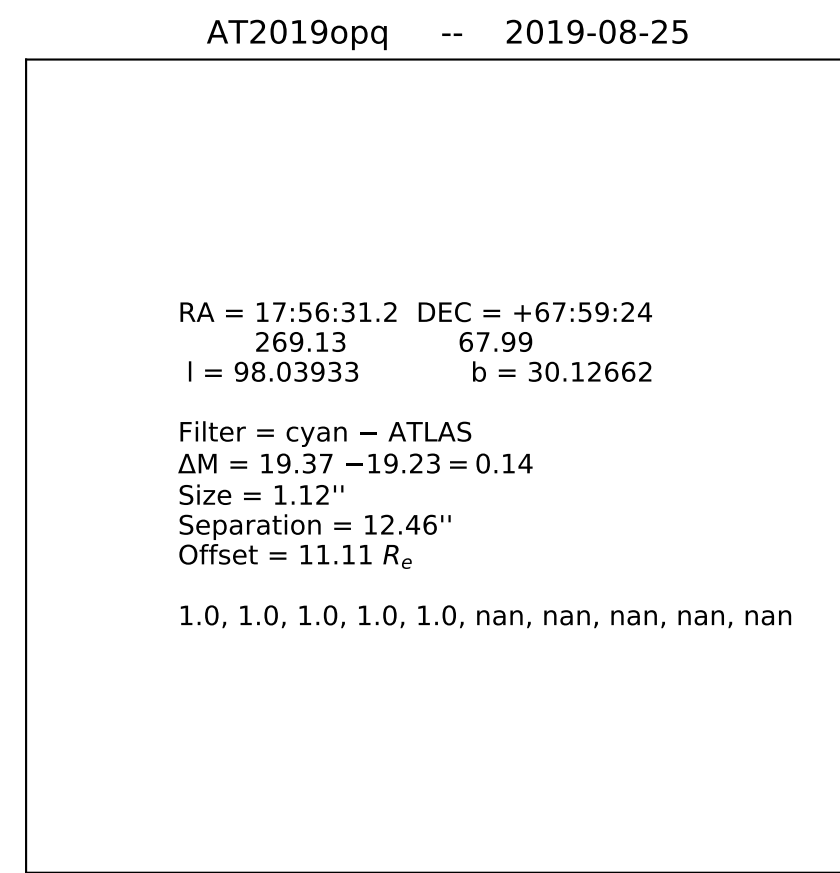 AT2019opq -- 2019-08-25
RA = 17:56:31.2 DEC = +67:59:24
269.13 67.99
l = 98.03933 b = 30.12662
Filter = cyan − ATLAS
ΔM = 19.37 −19.23 = 0.14
Size = 1.12''
Separation = 12.46''
Offset = 11.11 Re
1.0, 1.0, 1.0, 1.0, 1.0, nan, nan, nan, nan, nan